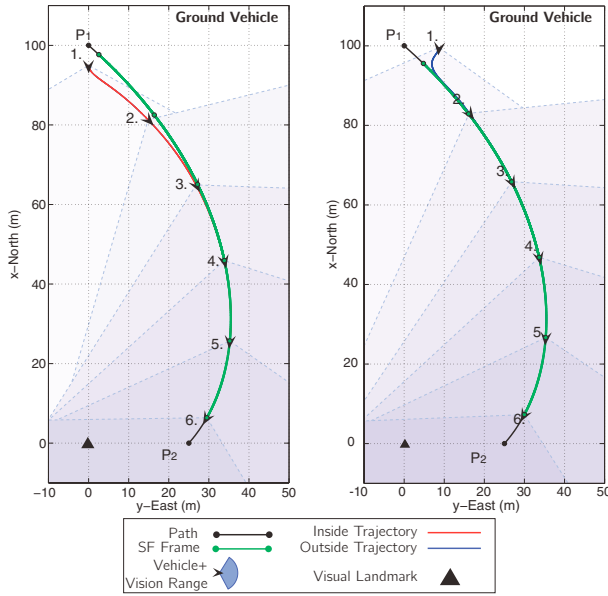 Ground Vehicle
P1
1.
2.
3.
4.
5.
6.
P2
100
80
60
40
20
0
x−North (m)
−10 0 10 20 30 40 50
y−East (m)
Ground Vehicle
P1
1.
2.
3.
4.
5.
6.
P2
100
80
60
40
20
0
x−North (m)
−10 0 10 20 30 40 50
y−East (m)
Path
SF Frame
Vehicle+
Vision Range
Inside Trajectory
Outside Trajectory
Visual Landmark